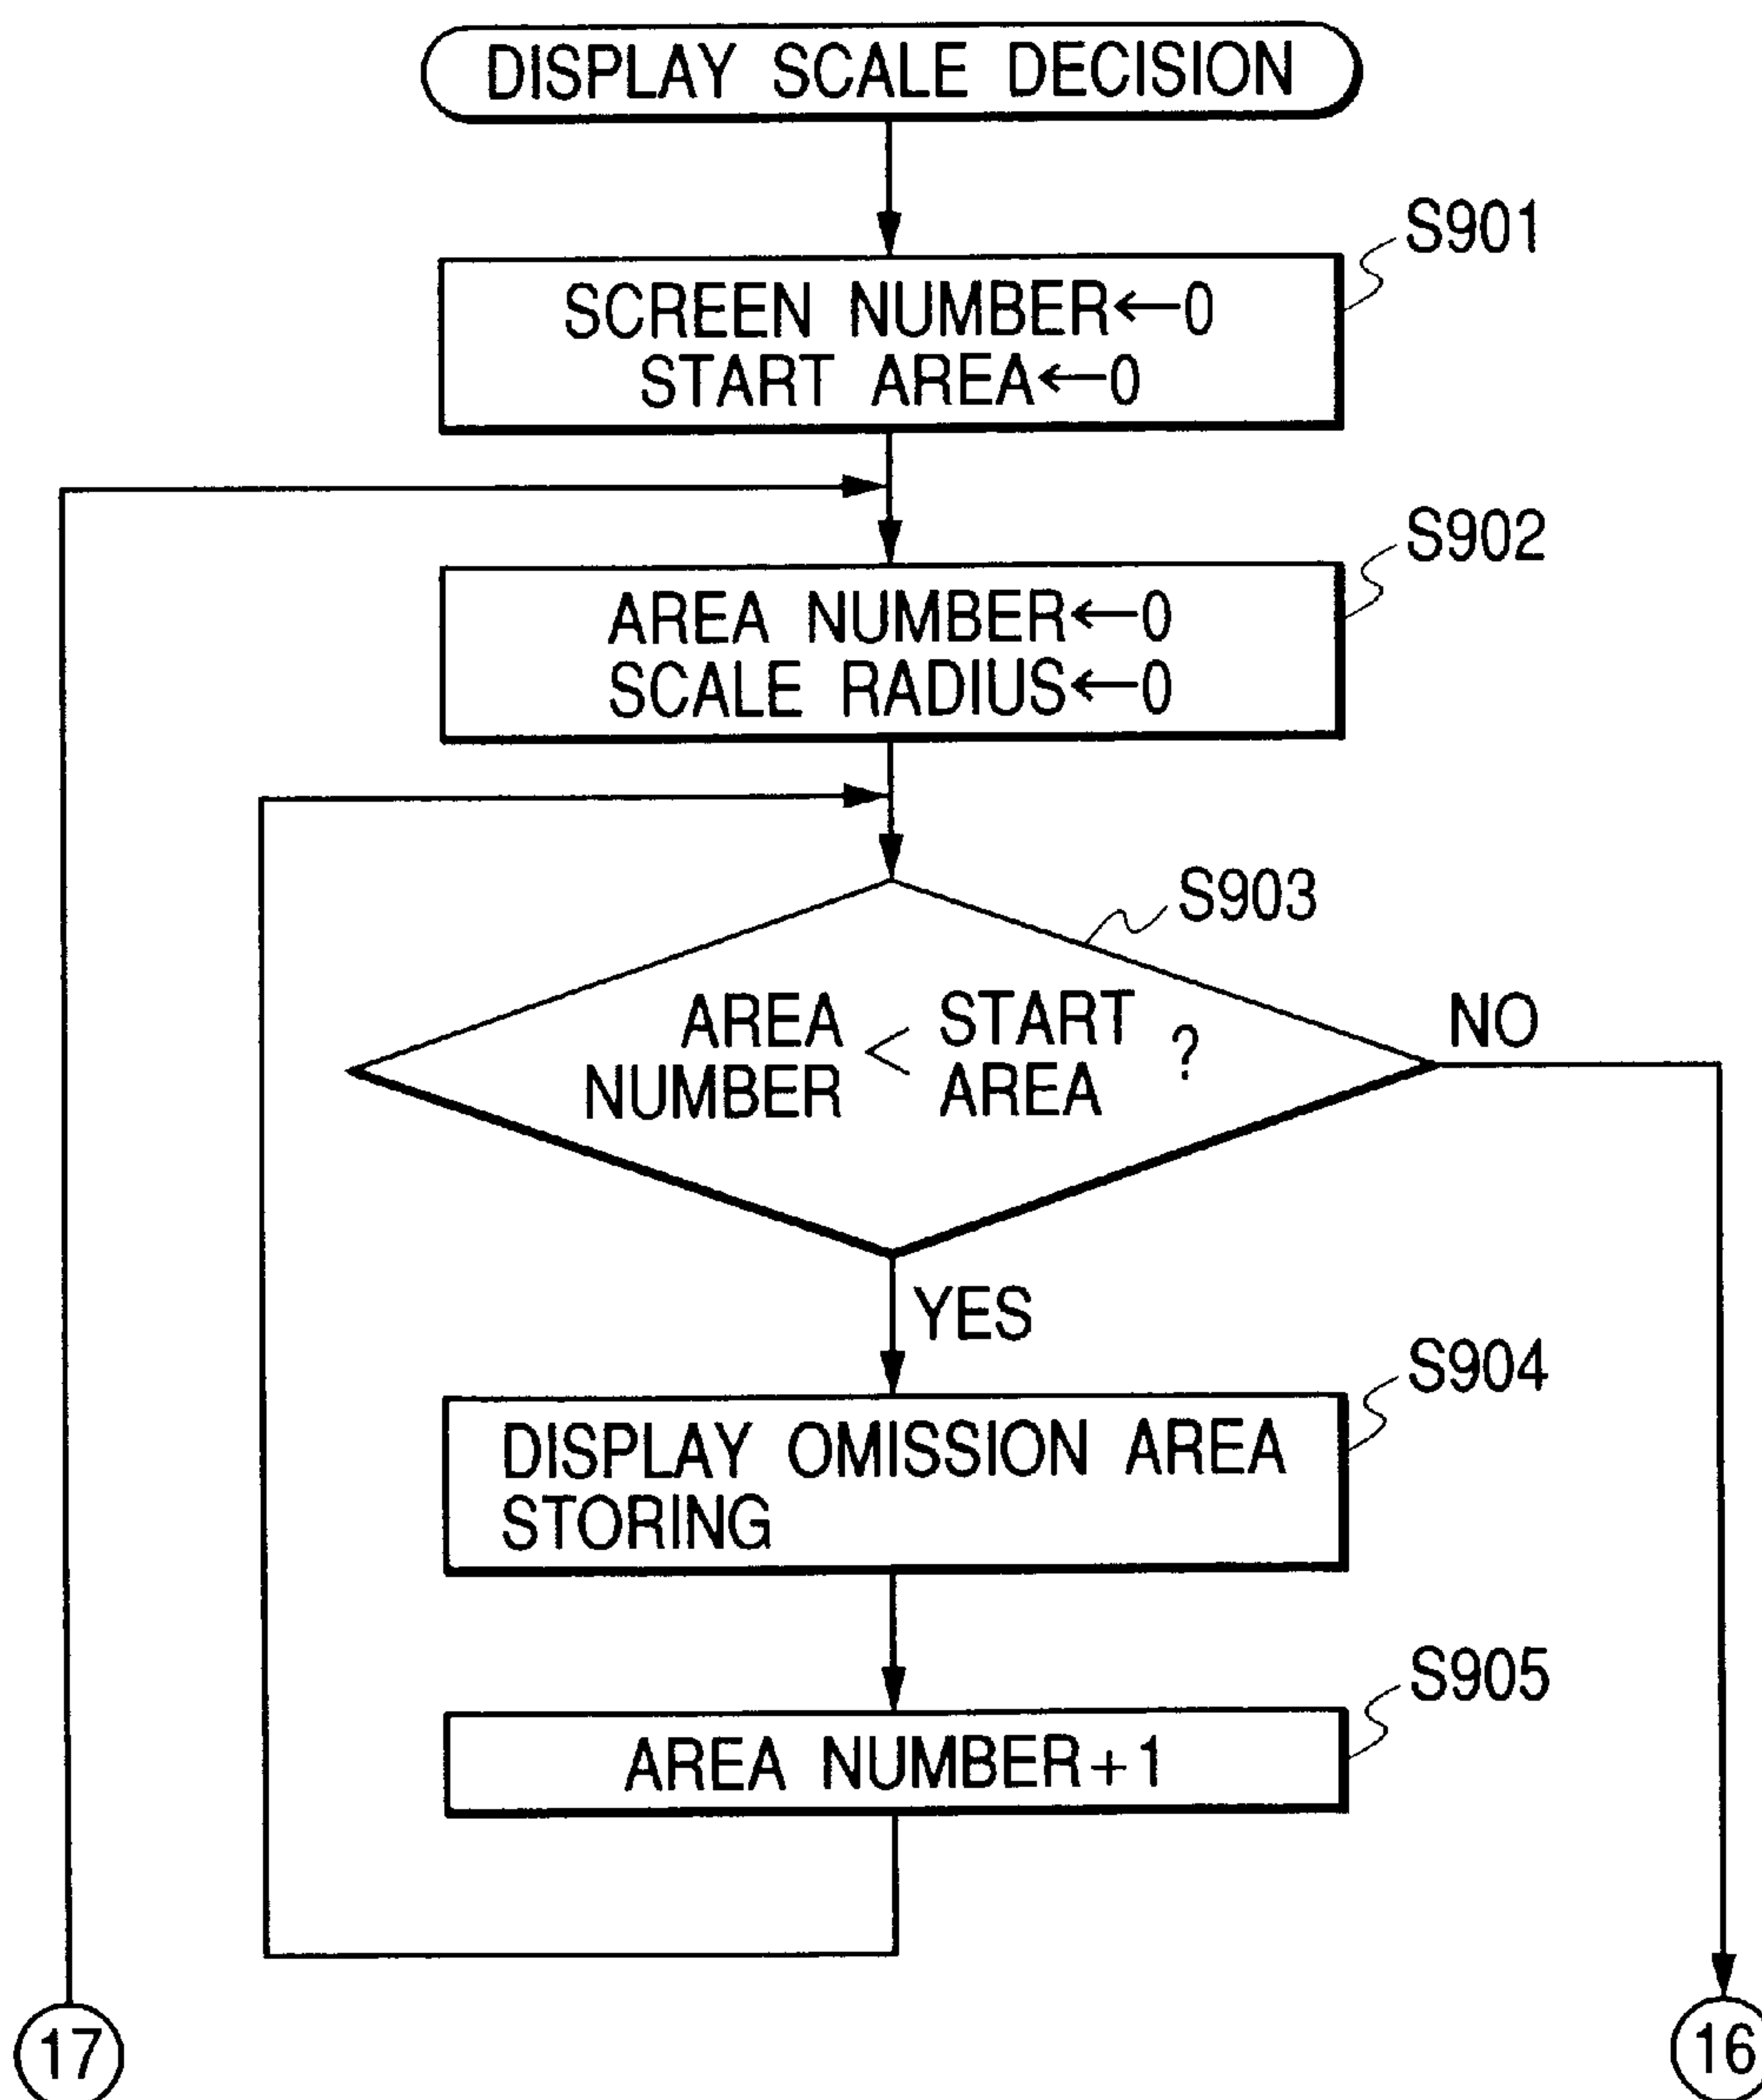 DISPLAY SCALE DECISION
S901
SCREEN NUMBER←0
START AREA←0
S902
AREA NUMBER←0
SCALE RADIUS←0
S903
AREA NUMBER < START AREA ?
NO
YES
S904
DISPLAY OMISSION AREA
STORING
S905
AREA NUMBER+1
17
16